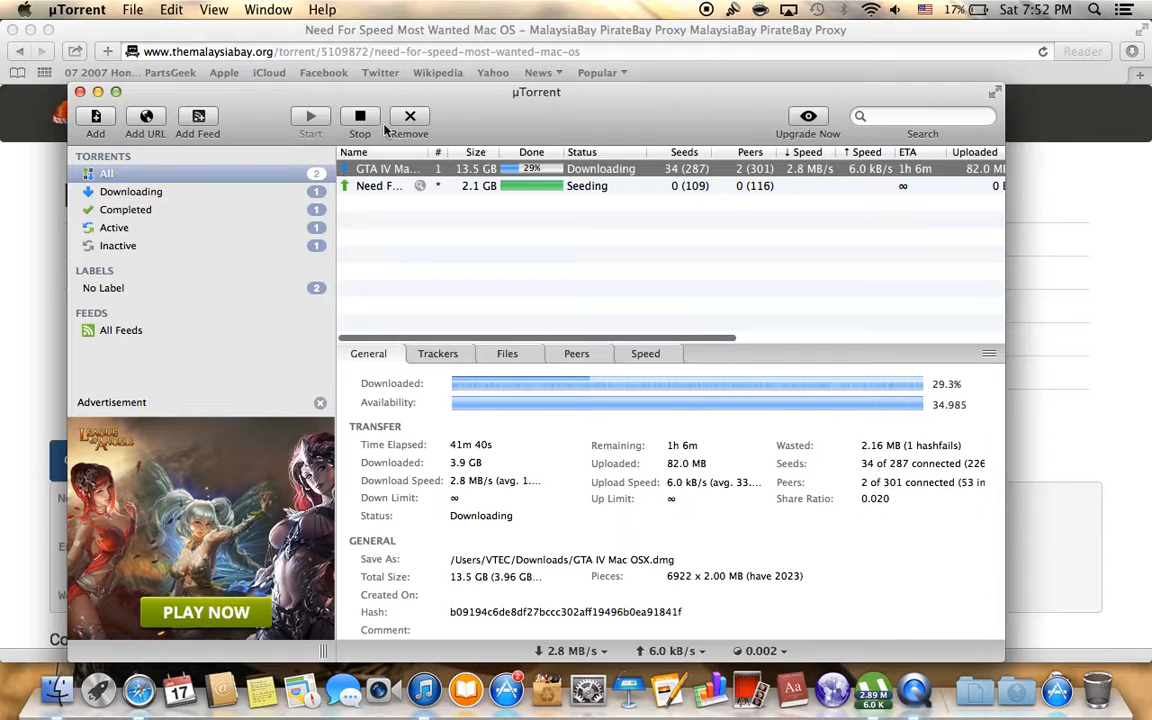 µTorrent File Edit View Window Help 17% Sat 7:52 PM
Need For Speed Most Wanted Mac OS – MalaysiaBay PirateBay Proxy MalaysiaBay PirateBay Proxy
www.themalaysiabay.org/torrent/5109872/need-for-speed-most-wanted-mac-os Reader
07 2007 Hon... PartsGeek Apple iCloud Facebook Twitter Wikipedia Yahoo News Popular
µTorrent
Add Add URL Add Feed Start Stop Remove Upgrade Now Search
TORRENTS
All 2
Downloading 1
Completed 1
Active 1
Inactive 1
LABELS
No Label 2
FEEDS
All Feeds
Advertisement
LEAGUE OF ANGELS
PLAY NOW
Name # Size Done Status Seeds Peers ↓ Speed ↑ Speed ETA Uploaded
GTA IV Ma... 1 13.5 GB 29% Downloading 34 (287) 2 (301) 2.8 MB/s 6.0 kB/s 1h 6m 82.0 M
Need F... * 2.1 GB Seeding 0 (109) 0 (116) ∞ 0
General Trackers Files Peers Speed
Downloaded: 29.3%
Availability: 34.985
TRANSFER
Time Elapsed: 41m 40s Remaining: 1h 6m Wasted: 2.16 MB (1 hashfails)
Downloaded: 3.9 GB Uploaded: 82.0 MB Seeds: 34 of 287 connected (226
Download Speed: 2.8 MB/s (avg. 1.... Upload Speed: 6.0 kB/s (avg. 33.... Peers: 2 of 301 connected (53 in
Down Limit: ∞ Up Limit: ∞ Share Ratio: 0.020
Status: Downloading
GENERAL
Save As: /Users/VTEC/Downloads/GTA IV Mac OSX.dmg
Total Size: 13.5 GB (3.96 GB... Pieces: 6922 x 2.00 MB (have 2023)
Created On:
Hash: b09194c6de8df27bccc302aff19496b0ea91841f
Comment:
2.8 MB/s 6.0 kB/s 0.002
JAN
17
2
2.89 M
6.0 K